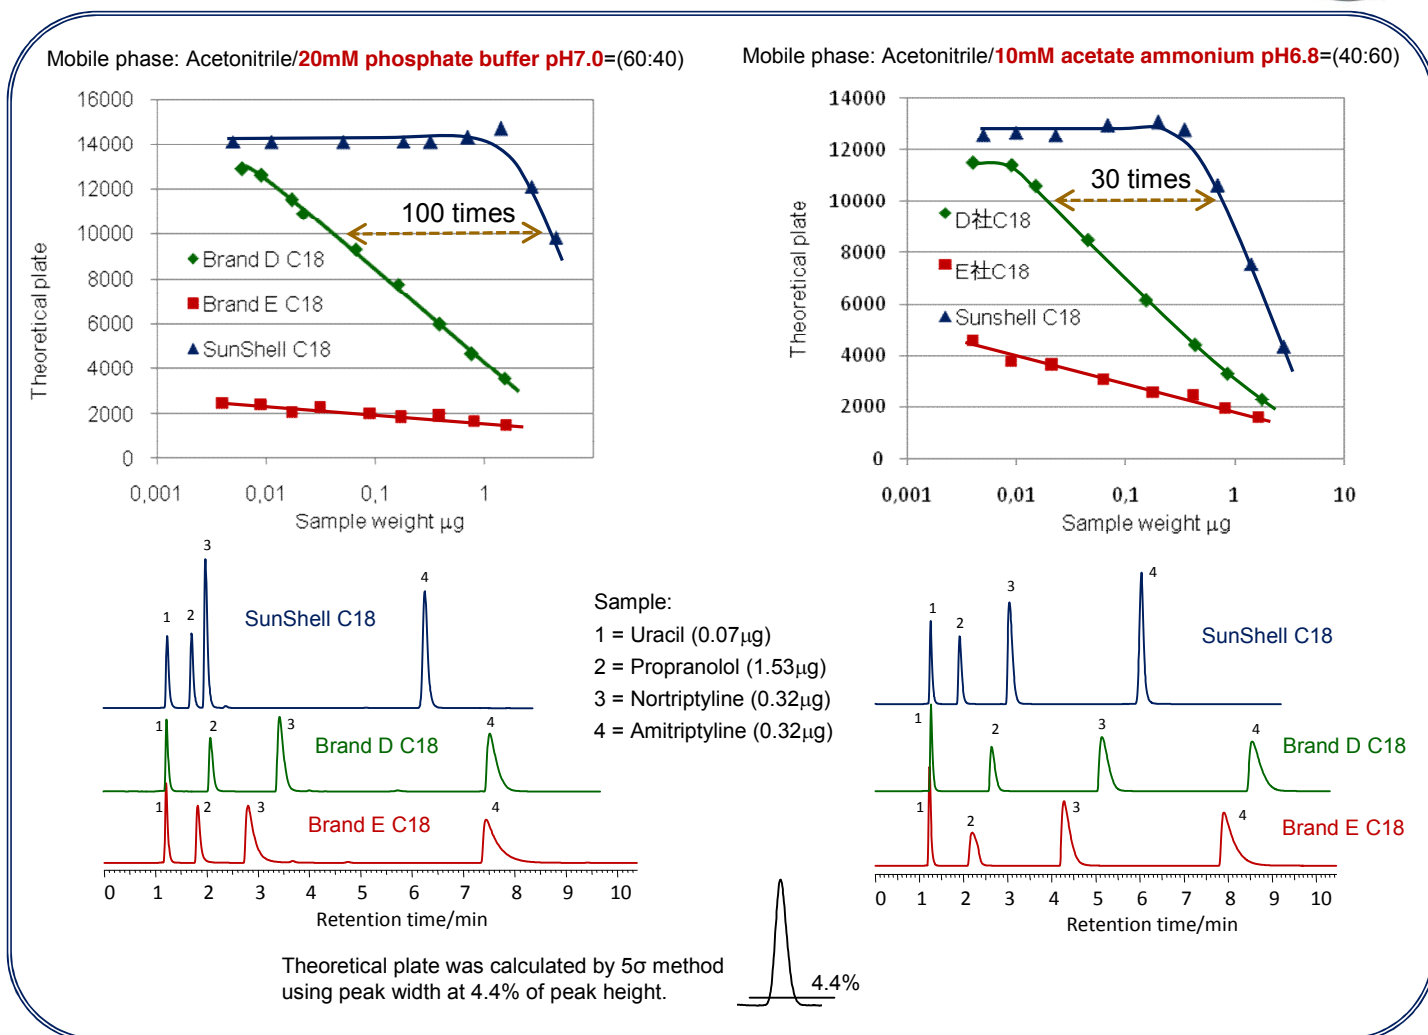 Mobile phase: Acetonitrile/20mM phosphate buffer pH7.0=(60:40)
16000
14000
12000
10000
8000
6000
4000
2000
0
Theoretical plate
100 times
Brand D C18
Brand E C18
SunShell C18
0,001
0,01
0,1
1
Sample weight μg
Mobile phase: Acetonitrile/10mM acetate ammonium pH6.8=(40:60)
14000
12000
10000
8000
6000
4000
2000
0
Theoretical plate
30 times
D社C18
E社C18
Sunshell C18
0,001
0,01
0,1
1
10
Sample weight μg
1
2
3
4
SunShell C18
1
2
3
4
Brand D C18
1
2
3
4
Brand E C18
0 1 2 3 4 5 6 7 8 9 10
Retention time/min
Sample:
1 = Uracil (0.07μg)
2 = Propranolol (1.53μg)
3 = Nortriptyline (0.32μg)
4 = Amitriptyline (0.32μg)
1
2
3
4
SunShell C18
1
2
3
4
Brand D C18
1
2
3
4
Brand E C18
0 1 2 3 4 5 6 7 8 9 10
Retention time/min
Theoretical plate was calculated by 5σ method
using peak width at 4.4% of peak height.
4.4%